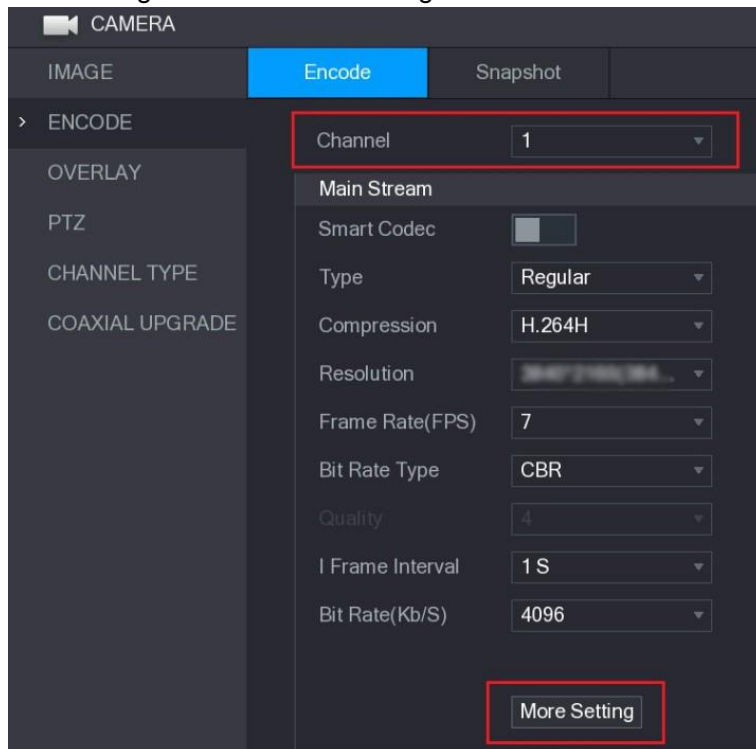 CAMERA
IMAGE
Encode Snapshot
ENCODE
Channel 1
OVERLAY
Main Stream
PTZ
Smart Codec
CHANNEL TYPE
Type Regular
COAXIAL UPGRADE
Compression H.264H
Resolution
Frame Rate(FPS) 7
Bit Rate Type CBR
Quality 4
I Frame Interval 1 S
Bit Rate(Kb/S) 4096
More Setting